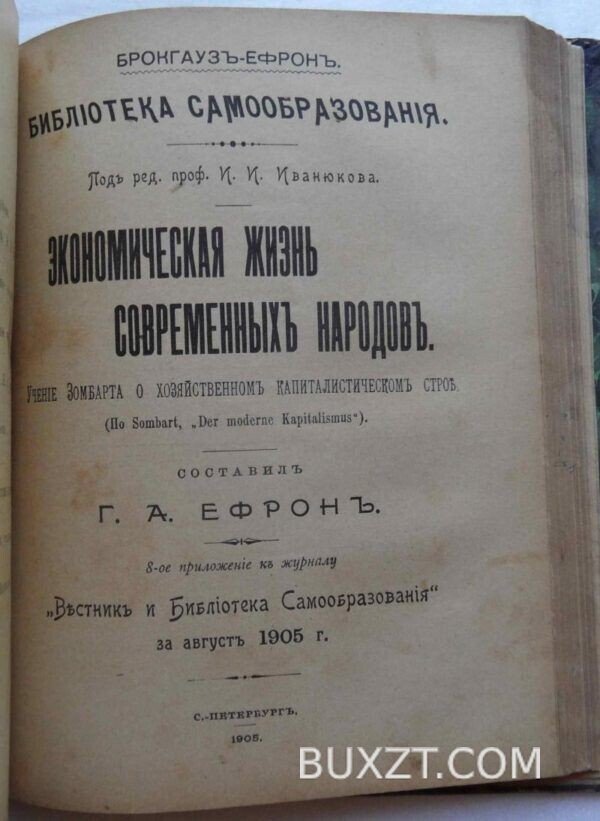 БРОКГАУЗЪ-ЕФРОНЪ.
БИБЛІОТЕКА САМООБРАЗОВАНІЯ.
Подъ ред. проф. И. И. Иванюкова.
ЭКОНОМИЧЕСКАЯ ЖИЗНЬ
СОВРЕМЕННЫХЪ НАРОДОВЪ.
УЧЕНІЕ ЗОМБАРТА О ХОЗЯЙСТВЕННОМЪ КАПИТАЛИСТИЧЕСКОМЪ СТРОѢ.
(По Sombart, „Der moderne Kapitalismus“).
СОСТАВИЛЪ
Г. А. ЕФРОНЪ.
8-ое приложеніе къ журналу
„Вѣстникъ и Библіотека Самообразованія“
за августъ 1905 г.
С.-ПЕТЕРБУРГЪ.
1905.
BUXZT.COM